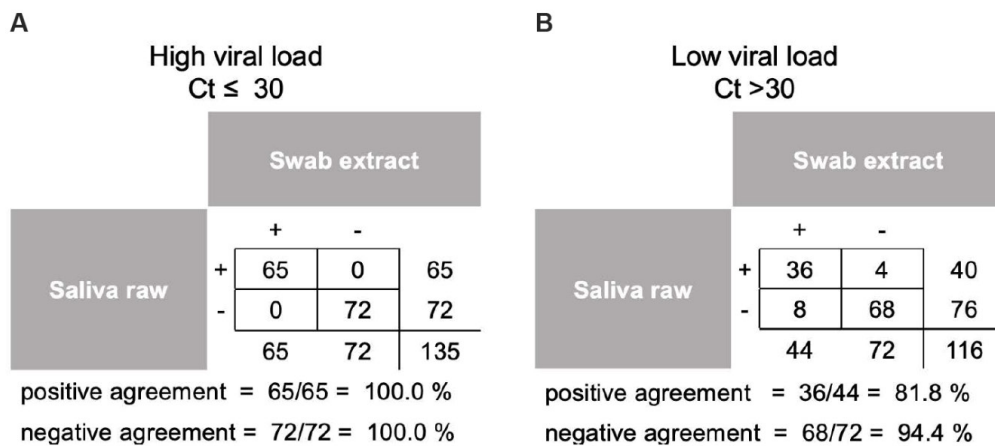 A
High viral load
Ct ≤ 30
Swab extract
+ -
Saliva raw
+ 65 0 65
- 0 72 72
65 72 135
positive agreement = 65/65 = 100.0 %
negative agreement = 72/72 = 100.0 %
B
Low viral load
Ct >30
Swab extract
+ -
Saliva raw
+ 36 4 40
- 8 68 76
44 72 116
positive agreement = 36/44 = 81.8 %
negative agreement = 68/72 = 94.4 %